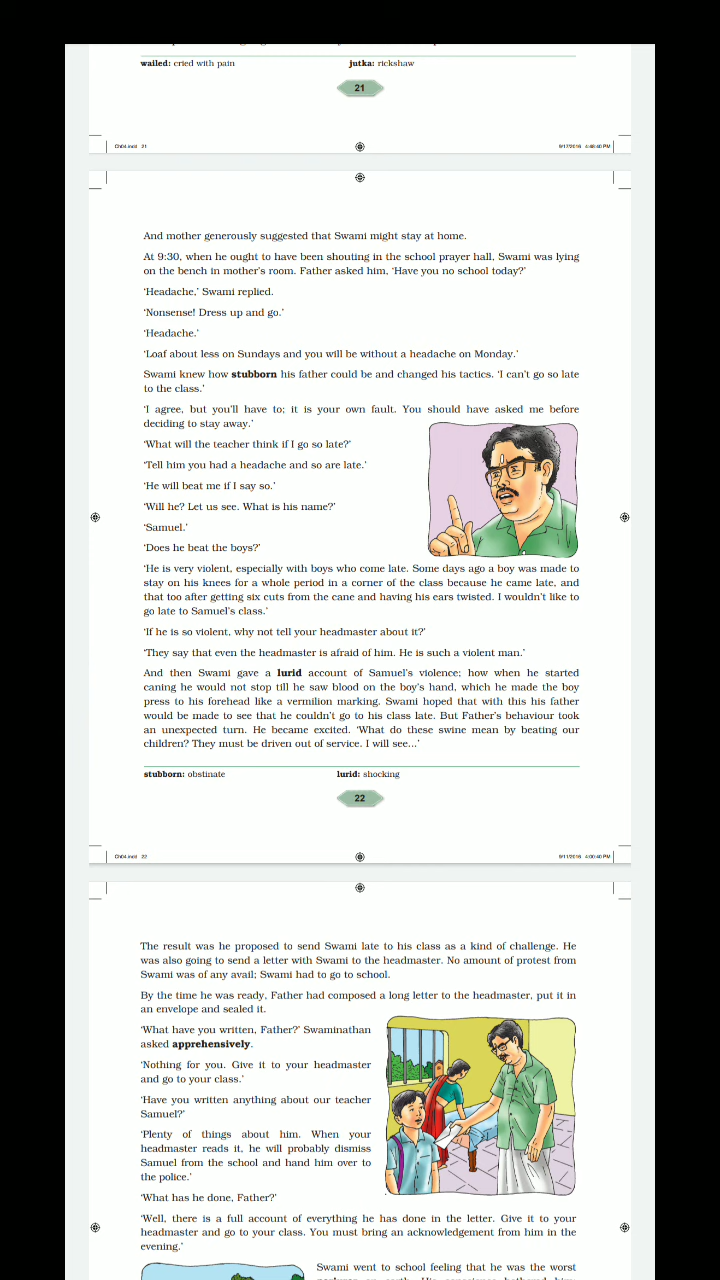 wailed: cried with pain jutka: rickshaw
21
Ch04.indd 21 9/17/2016 4:48:40 PM
And mother generously suggested that Swami might stay at home.
At 9:30, when he ought to have been shouting in the school prayer hall, Swami was lying
on the bench in mother's room. Father asked him, ‘Have you no school today?’
‘Headache,’ Swami replied.
‘Nonsense! Dress up and go.’
‘Headache.’
‘Loaf about less on Sundays and you will be without a headache on Monday.’
Swami knew how stubborn his father could be and changed his tactics. ‘I can't go so late
to the class.’
‘I agree, but you'll have to; it is your own fault. You should have asked me before
deciding to stay away.’
‘What will the teacher think if I go so late?’
‘Tell him you had a headache and so are late.’
‘He will beat me if I say so.’
‘Will he? Let us see. What is his name?’
‘Samuel.’
‘Does he beat the boys?’
‘He is very violent, especially with boys who come late. Some days ago a boy was made to
stay on his knees for a whole period in a corner of the class because he came late, and
that too after getting six cuts from the cane and having his ears twisted. I wouldn't like to
go late to Samuel's class.’
‘If he is so violent, why not tell your headmaster about it?’
‘They say that even the headmaster is afraid of him. He is such a violent man.’
And then Swami gave a lurid account of Samuel's violence; how when he started
caning he would not stop till he saw blood on the boy's hand, which he made the boy
press to his forehead like a vermilion marking. Swami hoped that with this his father
would be made to see that he couldn't go to his class late. But Father's behaviour took
an unexpected turn. He became excited. ‘What do these swine mean by beating our
children? They must be driven out of service. I will see...’
stubborn: obstinate lurid: shocking
22
Ch04.indd 22
The result was he proposed to send Swami late to his class as a kind of challenge. He
was also going to send a letter with Swami to the headmaster. No amount of protest from
Swami was of any avail; Swami had to go to school.
By the time he was ready, Father had composed a long letter to the headmaster, put it in
an envelope and sealed it.
‘What have you written, Father?’ Swaminathan
asked apprehensively.
‘Nothing for you. Give it to your headmaster
and go to your class.’
‘Have you written anything about our teacher
Samuel?’
‘Plenty of things about him. When your
headmaster reads it, he will probably dismiss
Samuel from the school and hand him over to
the police.’
‘What has he done, Father?’
‘Well, there is a full account of everything he has done in the letter. Give it to your
headmaster and go to your class. You must bring an acknowledgement from him in the
evening.’
Swami went to school feeling that he was the worst